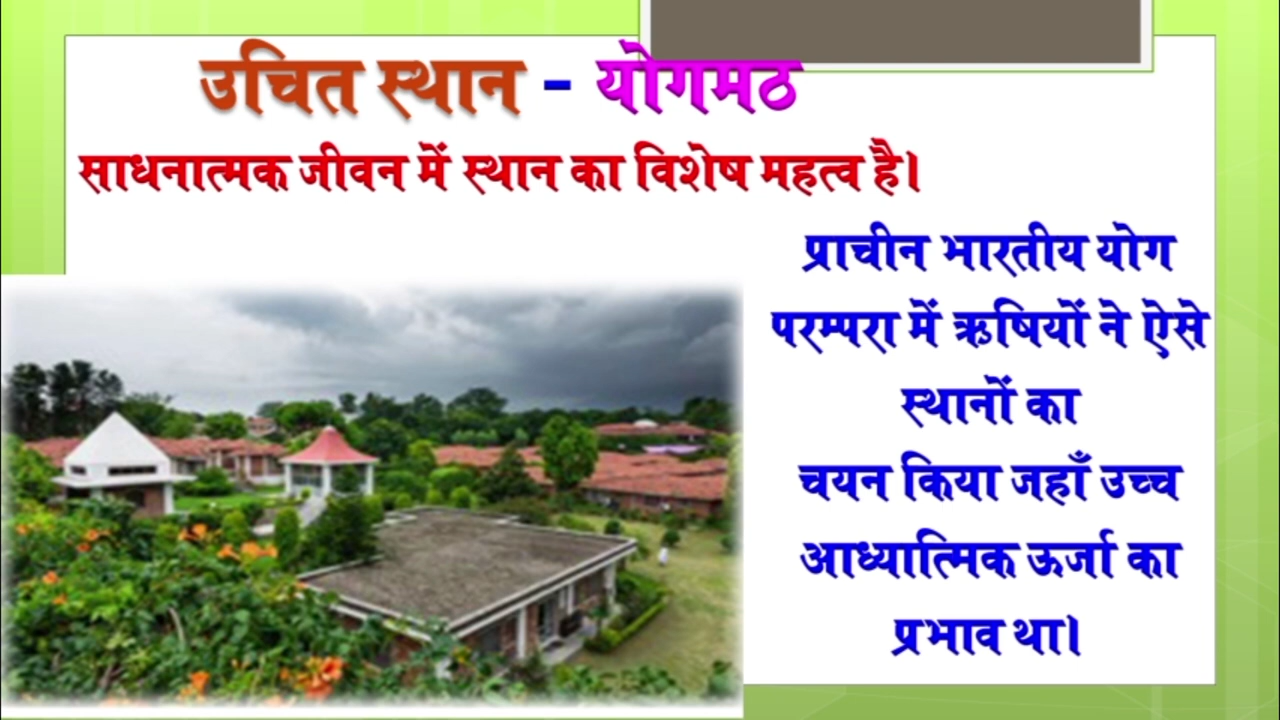 उचित स्थान - योगमठ
साधनात्मक जीवन में स्थान का विशेष महत्व है।
प्राचीन भारतीय योग
परम्परा में ऋषियों ने ऐसे
स्थानों का
चयन किया जहाँ उच्च
आध्यात्मिक ऊर्जा का
प्रभाव था।